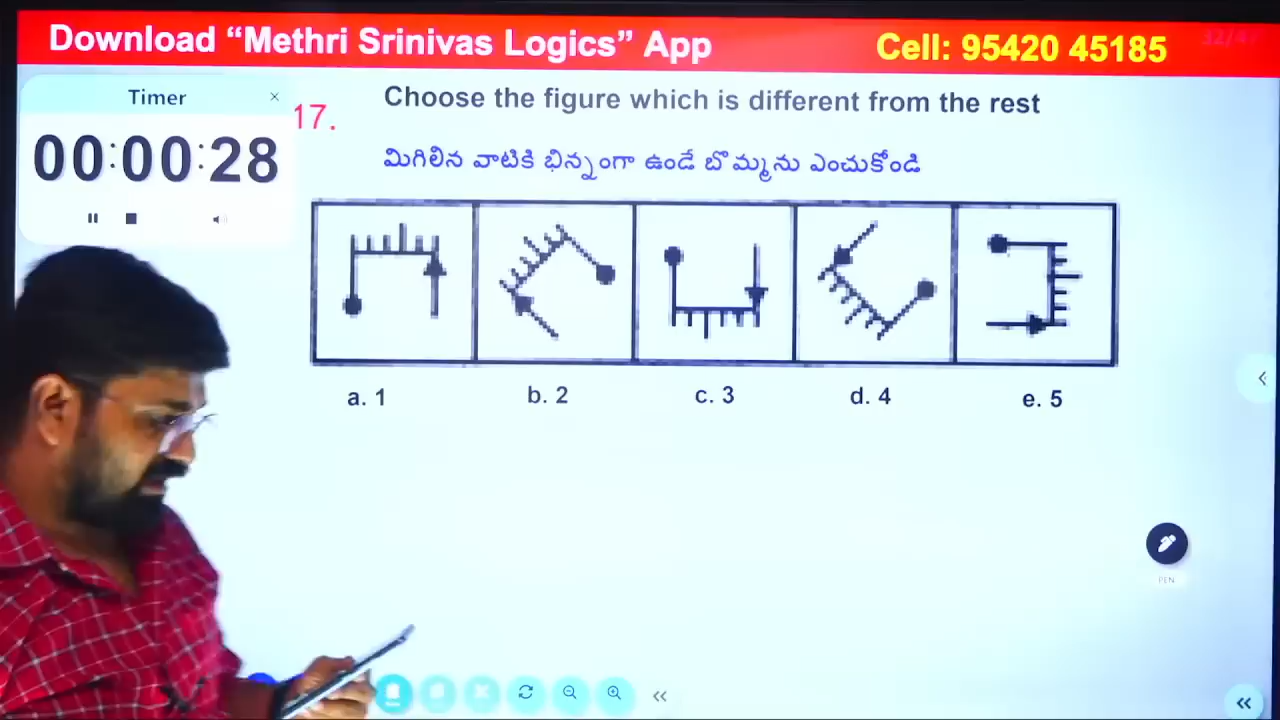 Download “Methri Srinivas Logics” App
Cell: 95420 45185
Timer
00:00:28
17.
Choose the figure which is different from the rest
మిగిలిన వాటికి భిన్నంగా ఉండే బొమ్మను ఎంచుకోండి
a. 1
b. 2
c. 3
d. 4
e. 5
PEN